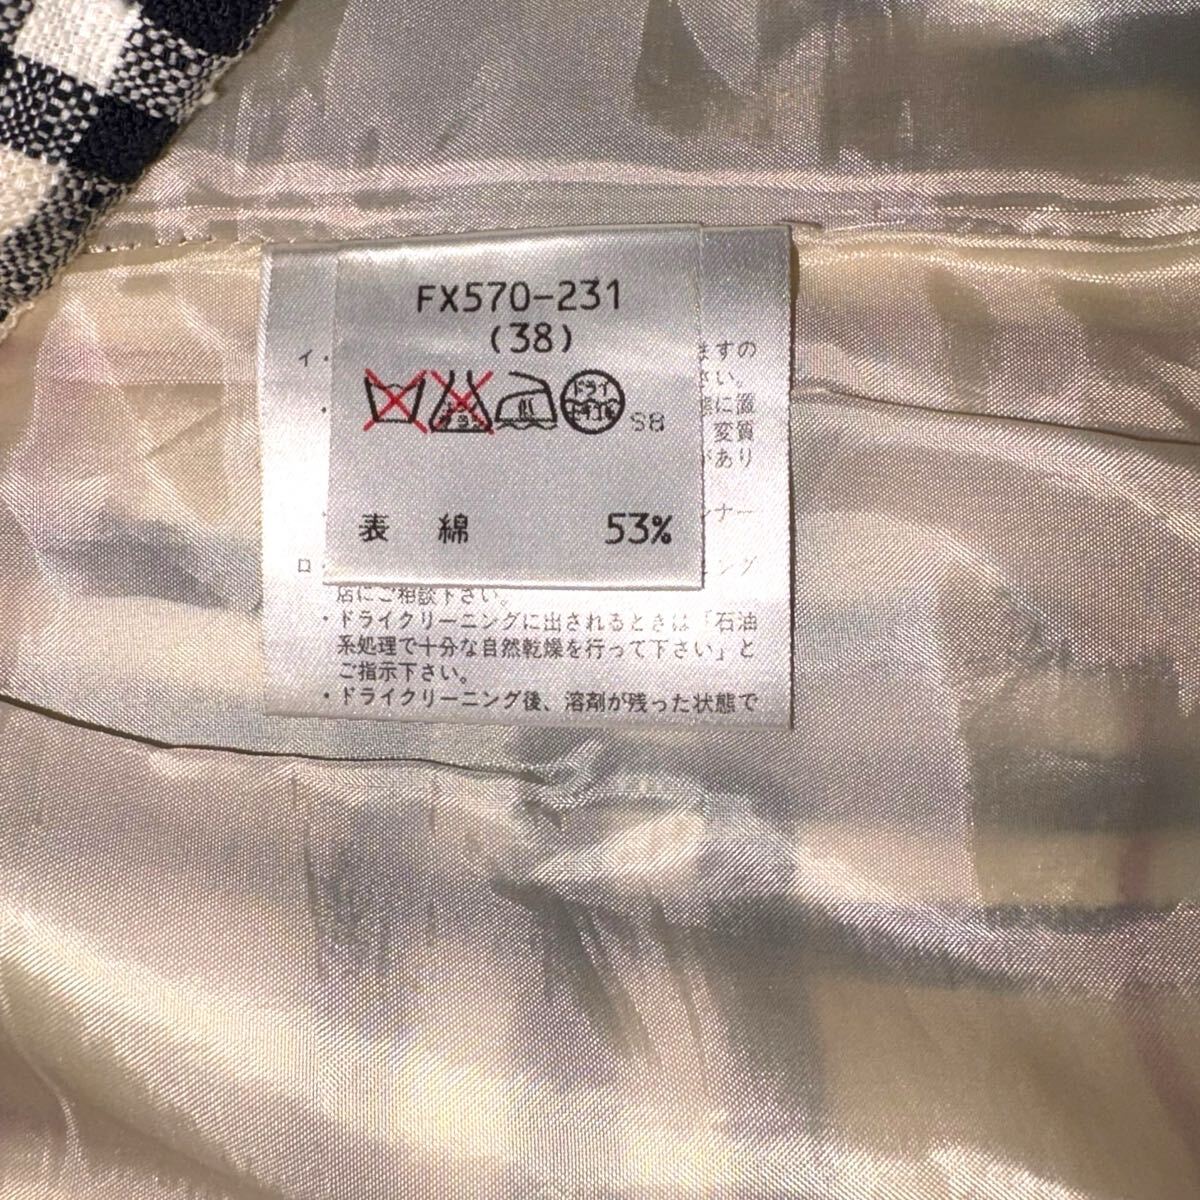 FX570-231
(38)
ドライ
S8
表 綿 53%
イ・
ますの
さい。
に置
変質
があり
ナー
ロ・
ング
店にご相談下さい。
・ドライクリーニングに出されるときは「石油
系処理で十分な自然乾燥を行って下さい」と
ご指示下さい。
・ドライクリーニング後、溶剤が残った状態で